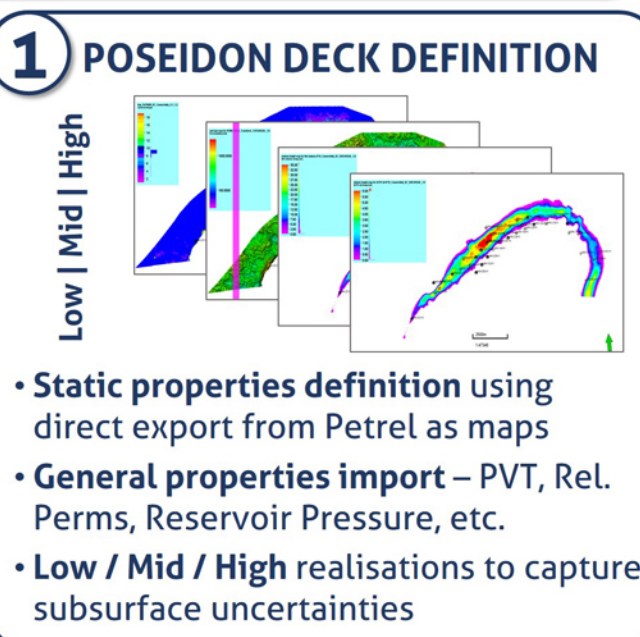 1 POSEIDON DECK DEFINITION
Low | Mid | High
• Static properties definition using
direct export from Petrel as maps
• General properties import – PVT, Rel.
Perms, Reservoir Pressure, etc.
• Low / Mid / High realisations to capture
subsurface uncertainties